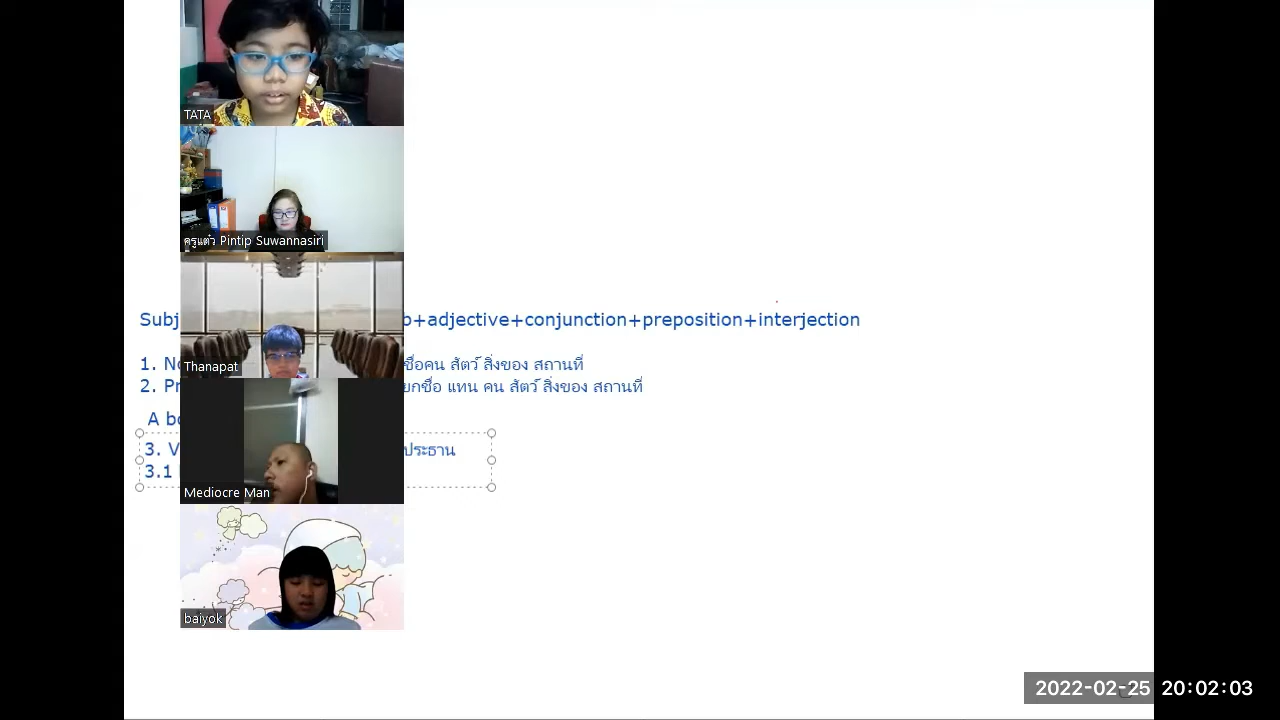 TATA
ครูแต๋ว Pintip Suwannasiri
Thanapat
Mediocre Man
baiyok
Subj b+adjective+conjunction+preposition+interjection
1. No ชื่อคน สัตว์ สิ่งของ สถานที่
2. Pr ยกชื่อ แทน คน สัตว์ สิ่งของ สถานที่
A bo
3. V ประธาน
3.1
2022-02-25 20:02:03